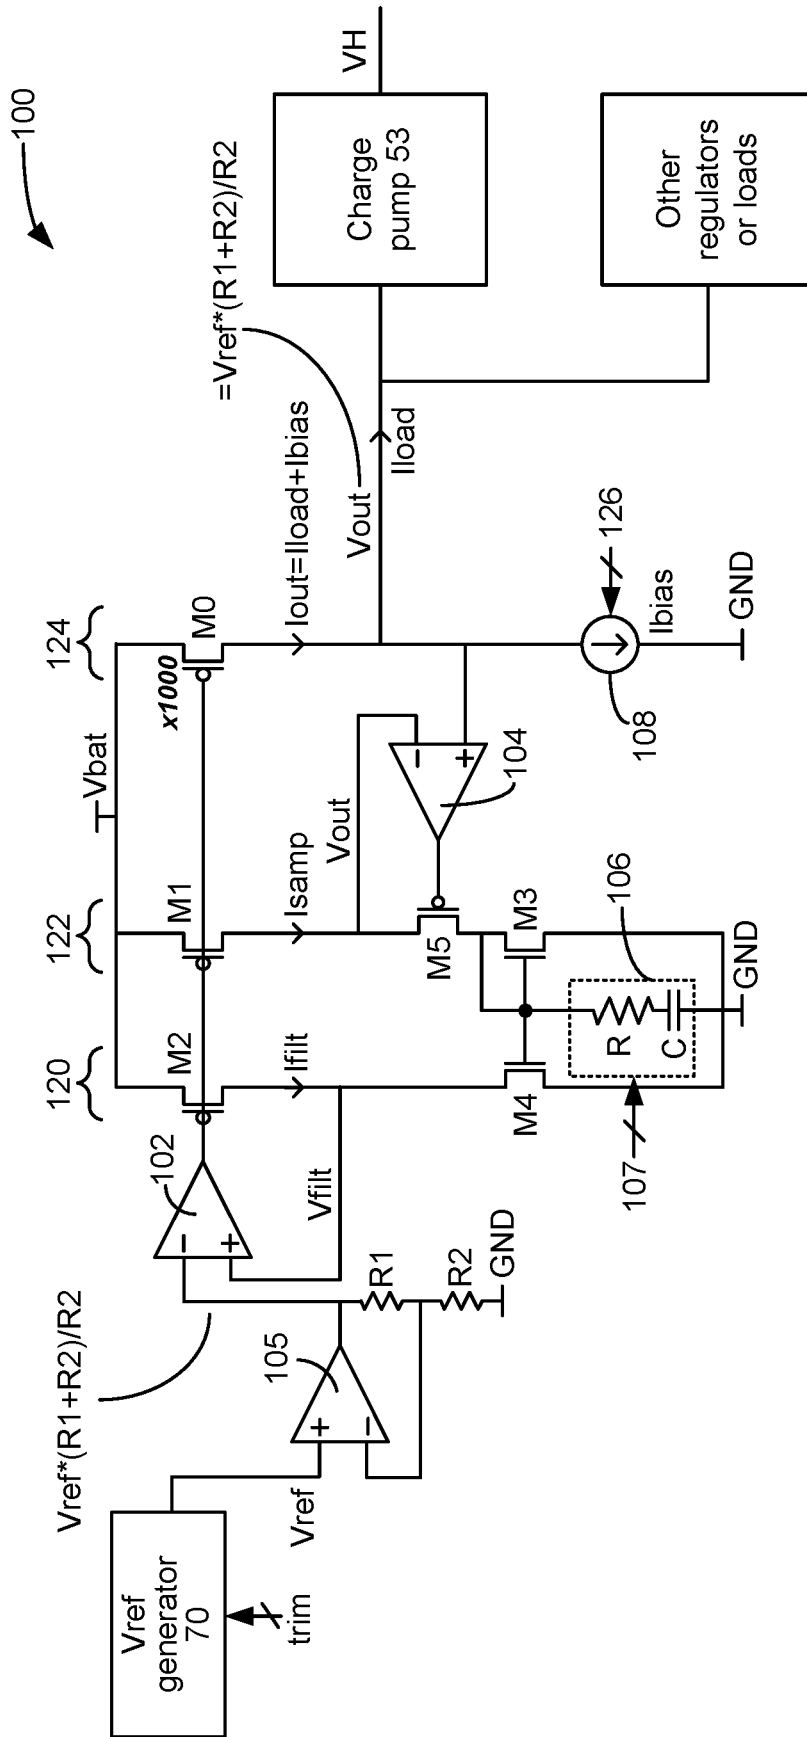 100
Vref*(R1+R2)/R2
Vref
generator
70
trim
Vref
105
R1
R2
GND
102
Vfilt
120
M2
Ifilt
122
M1
Isamp
Vbat
124
M0
x1000
Iout=Iload+Ibias
Vout
Vout
=Vref*(R1+R2)/R2
Iload
Charge
pump 53
VH
Other
regulators
or loads
104
M5
M4
M3
R
C
106
107
GND
108
126
Ibias
GND
−
+
+
−
−
+